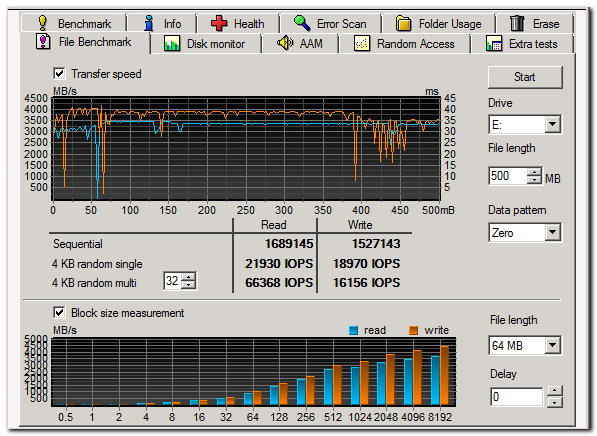 Benchmark Info Health Error Scan Folder Usage Erase
File Benchmark Disk monitor AAM Random Access Extra tests
Transfer speed
Start
MB/s ms
4500 45
4000 40
3500 35
3000 30
2500 25
2000 20
1500 15
1000 10
500 5
0 50 100 150 200 250 300 350 400 450 500mB
Drive
E:
File length
500 MB
Data pattern
Zero
Read Write
Sequential 1689145 1527143
4 KB random single 21930 IOPS 18970 IOPS
4 KB random multi 32 66368 IOPS 16156 IOPS
Block size measurement
MB/s read write
5000
4500
4000
3500
3000
2500
2000
1500
1000
500
0.5 1 2 4 8 16 32 64 128 256 512 1024 2048 4096 8192
File length
64 MB
Delay
0